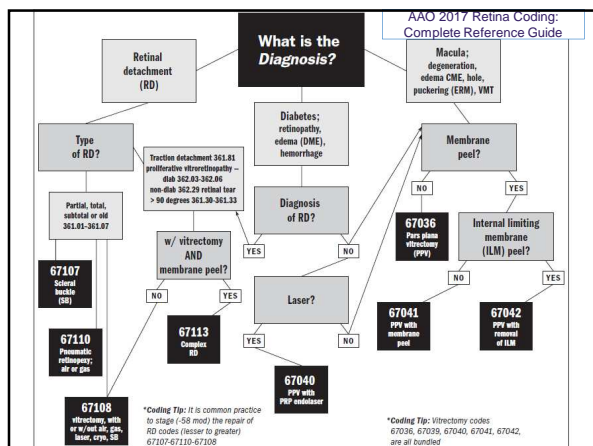 AAO 2017 Retina Coding:
Complete Reference Guide
What is the
Diagnosis?
Retinal
detachment
(RD)
Macula;
degeneration,
edema CME, hole,
puckering (ERM), VMT
Diabetes;
retinopathy,
edema (DME),
hemorrhage
Type
of RD?
Traction detachment 361.81
proliferative vitroretinopathy —
diab 362.03-362.06
non-diab 362.29 retinal tear
> 90 degrees 361.30-361.33
Membrane
peel?
NO
YES
Partial, total,
subtotal or old
361.01-361.07
Diagnosis
of RD?
67036
Pars plana
vitrectomy
(PPV)
Internal limiting
membrane
(ILM) peel?
w/ vitrectomy
AND
membrane peel?
YES
NO
67107
Scleral
buckle
(SB)
NO
YES
Laser?
NO
YES
67110
Pneumatic
retinopexy;
air or gas
67113
Complex
RD
YES
NO
67041
PPV with
membrane
peel
67042
PPV with
removal
of ILM
67040
PPV with
PRP endolaser
67108
vitrectomy, with
or w/out air, gas,
laser, cryo, SB
*Coding Tip: It is common practice
to stage (-58 mod) the repair of
RD codes (lesser to greater)
67107-67110-67108
*Coding Tip: Vitrectomy codes
67036, 67039, 67040, 67041, 67042,
are all bundled